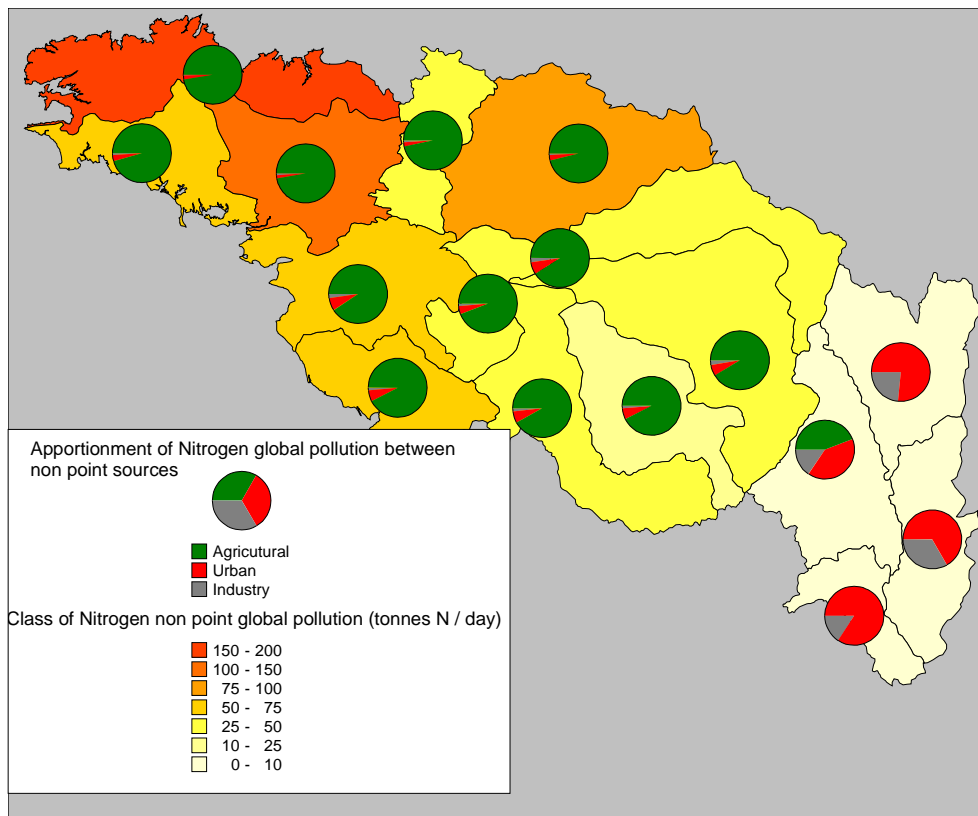 Apportionment of Nitrogen global pollution between
non point sources
Agricutural
Urban
Industry
Class of Nitrogen non point global pollution (tonnes N / day)
150 - 200
100 - 150
75 - 100
50 - 75
25 - 50
10 - 25
0 - 10